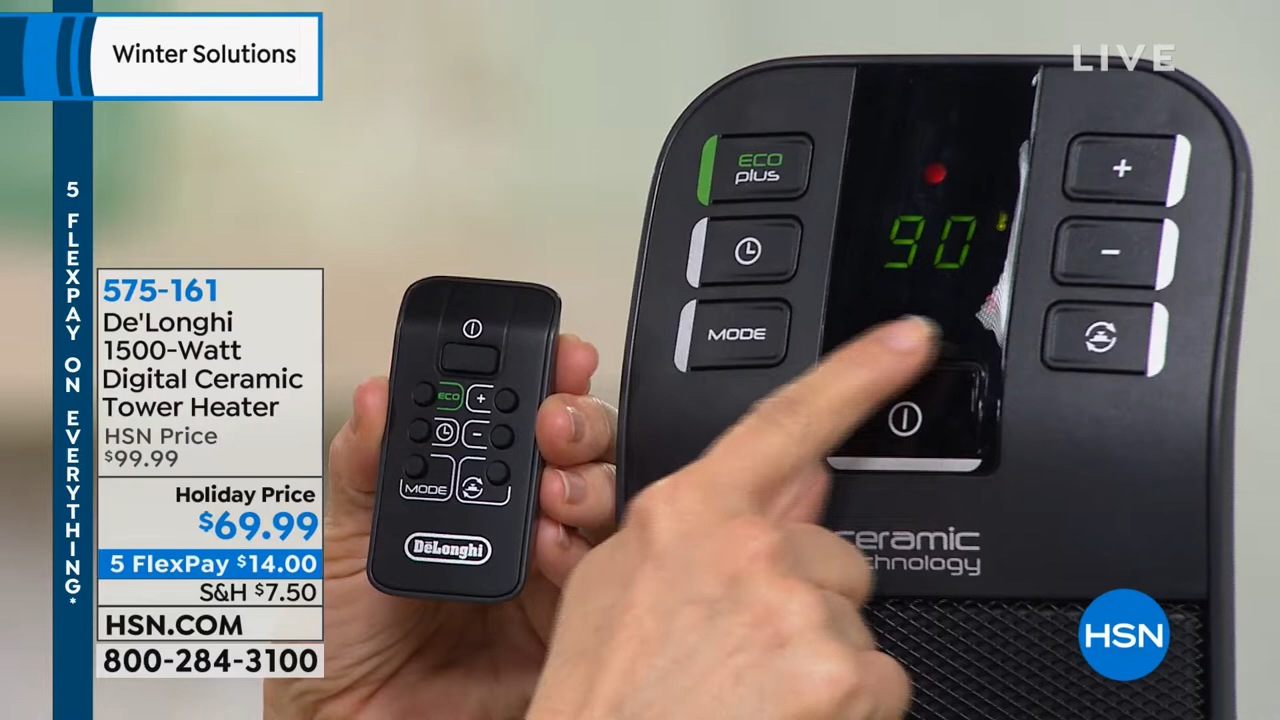 Winter Solutions
LIVE
5 FLEXPAY ON EVERYTHING*
575-161
De'Longhi
1500-Watt
Digital Ceramic
Tower Heater
HSN Price
$99.99
Holiday Price
$69.99
5 FlexPay $14.00
S&H $7.50
HSN.COM
800-284-3100
ECO
+
-
MODE
DeLonghi
ECO
plus
90
+
-
MODE
ceramic
technology
HSN